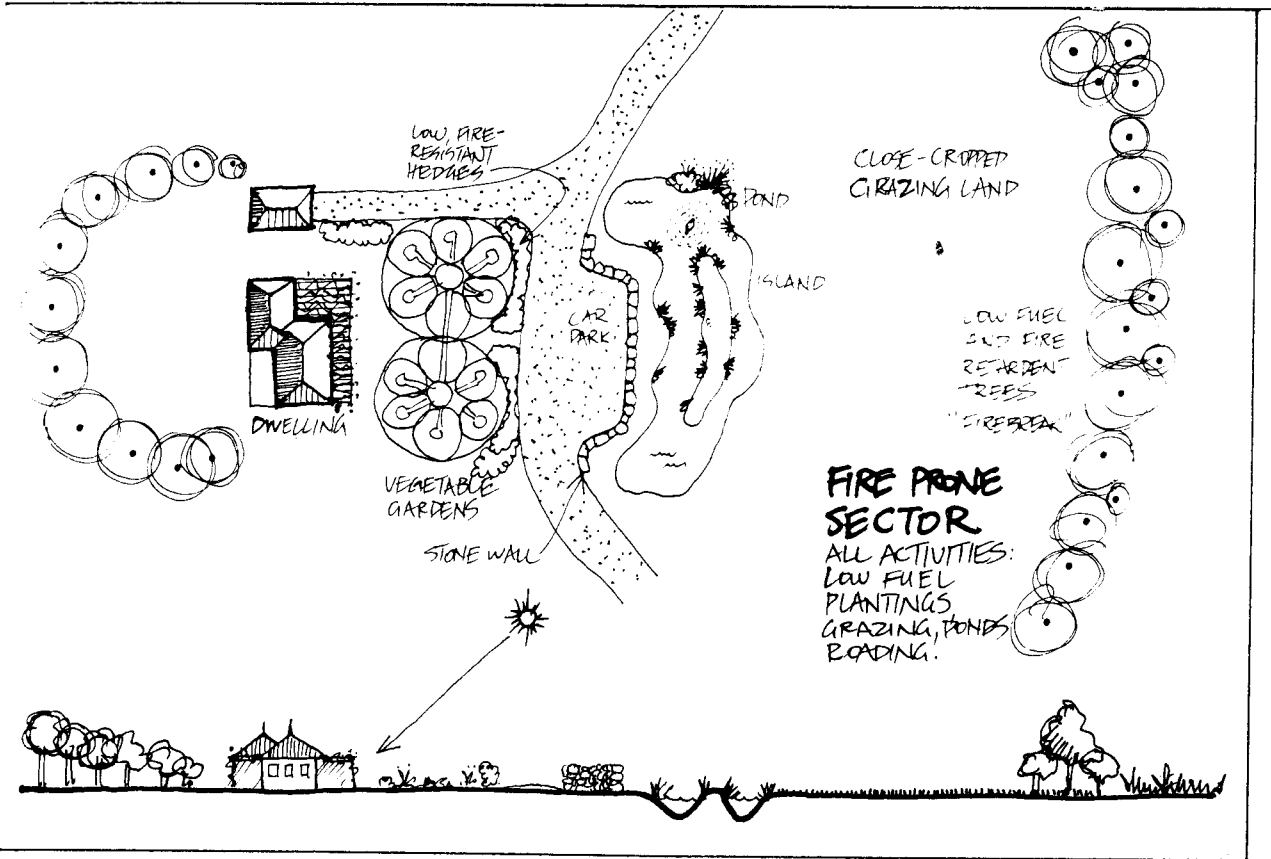 LOW, FIRE-
RESISTANT
HEDGES
CLOSE-CROPPED
GRAZING LAND
POND
ISLAND
CAR
PARK
LOW FUEL
AND FIRE
RETARDENT
TREES
"FIREBREAK"
DWELLING
VEGETABLE
GARDENS
STONE WALL
FIRE PRONE
SECTOR
ALL ACTIVITIES:
LOW FUEL
PLANTINGS,
GRAZING, PONDS
ROADING.